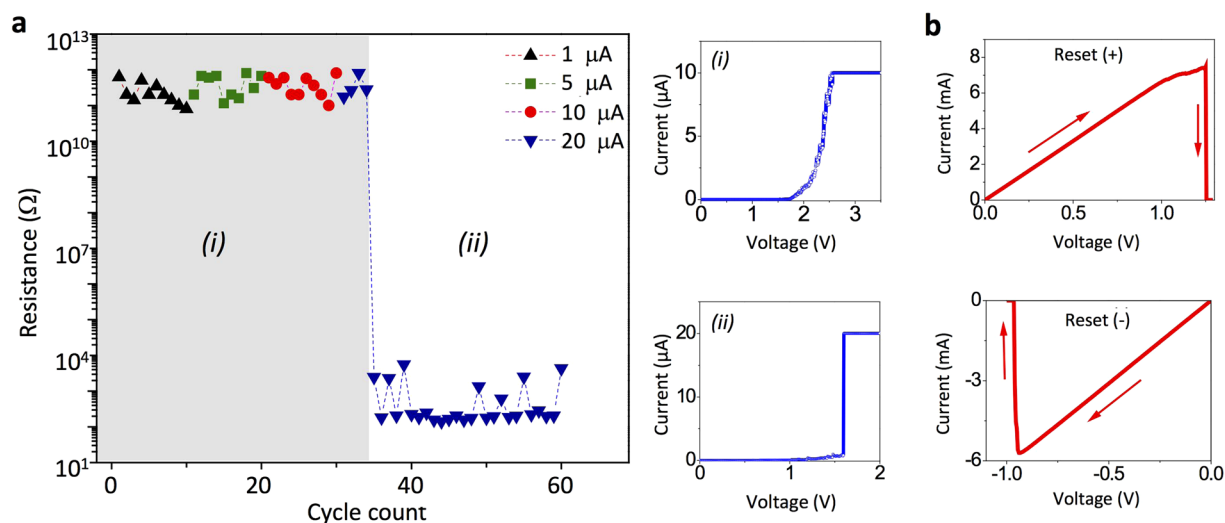 a
10^13
10^10
10^7
10^4
10^1
Resistance (Ω)
0
20
40
60
Cycle count
1 μA
5 μA
10 μA
20 μA
(i)
(ii)
(i)
10
5
0
Current (μA)
0
1
2
3
Voltage (V)
(ii)
40
20
0
Current (μA)
0
1
2
Voltage (V)
b
Reset (+)
8
6
4
2
0
Current (mA)
0.0
0.5
1.0
Voltage (V)
Reset (-)
0
-3
-6
Current (mA)
-1.0
-0.5
0.0
Voltage (V)